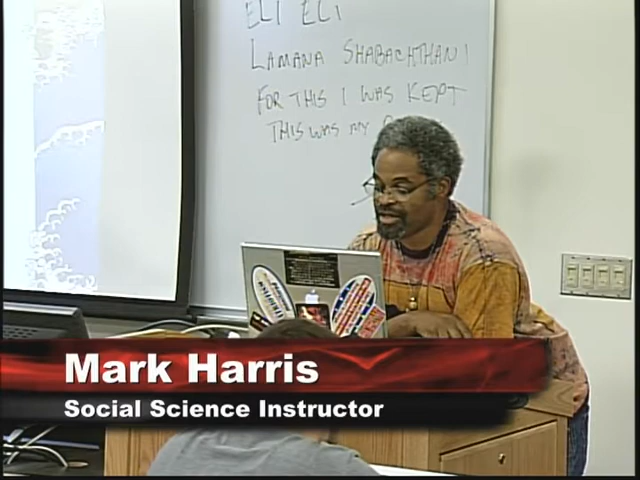 ELI ELI
LAMANA SHABACHTHANI
FOR THIS I WAS KEPT
THIS WAS MY
Mark Harris
Social Science Instructor